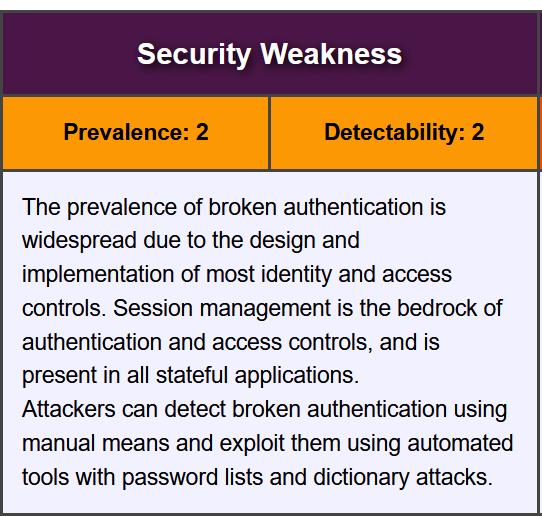 Security Weakness
Prevalence: 2
Detectability: 2
The prevalence of broken authentication is
widespread due to the design and
implementation of most identity and access
controls. Session management is the bedrock of
authentication and access controls, and is
present in all stateful applications.
Attackers can detect broken authentication using
manual means and exploit them using automated
tools with password lists and dictionary attacks.